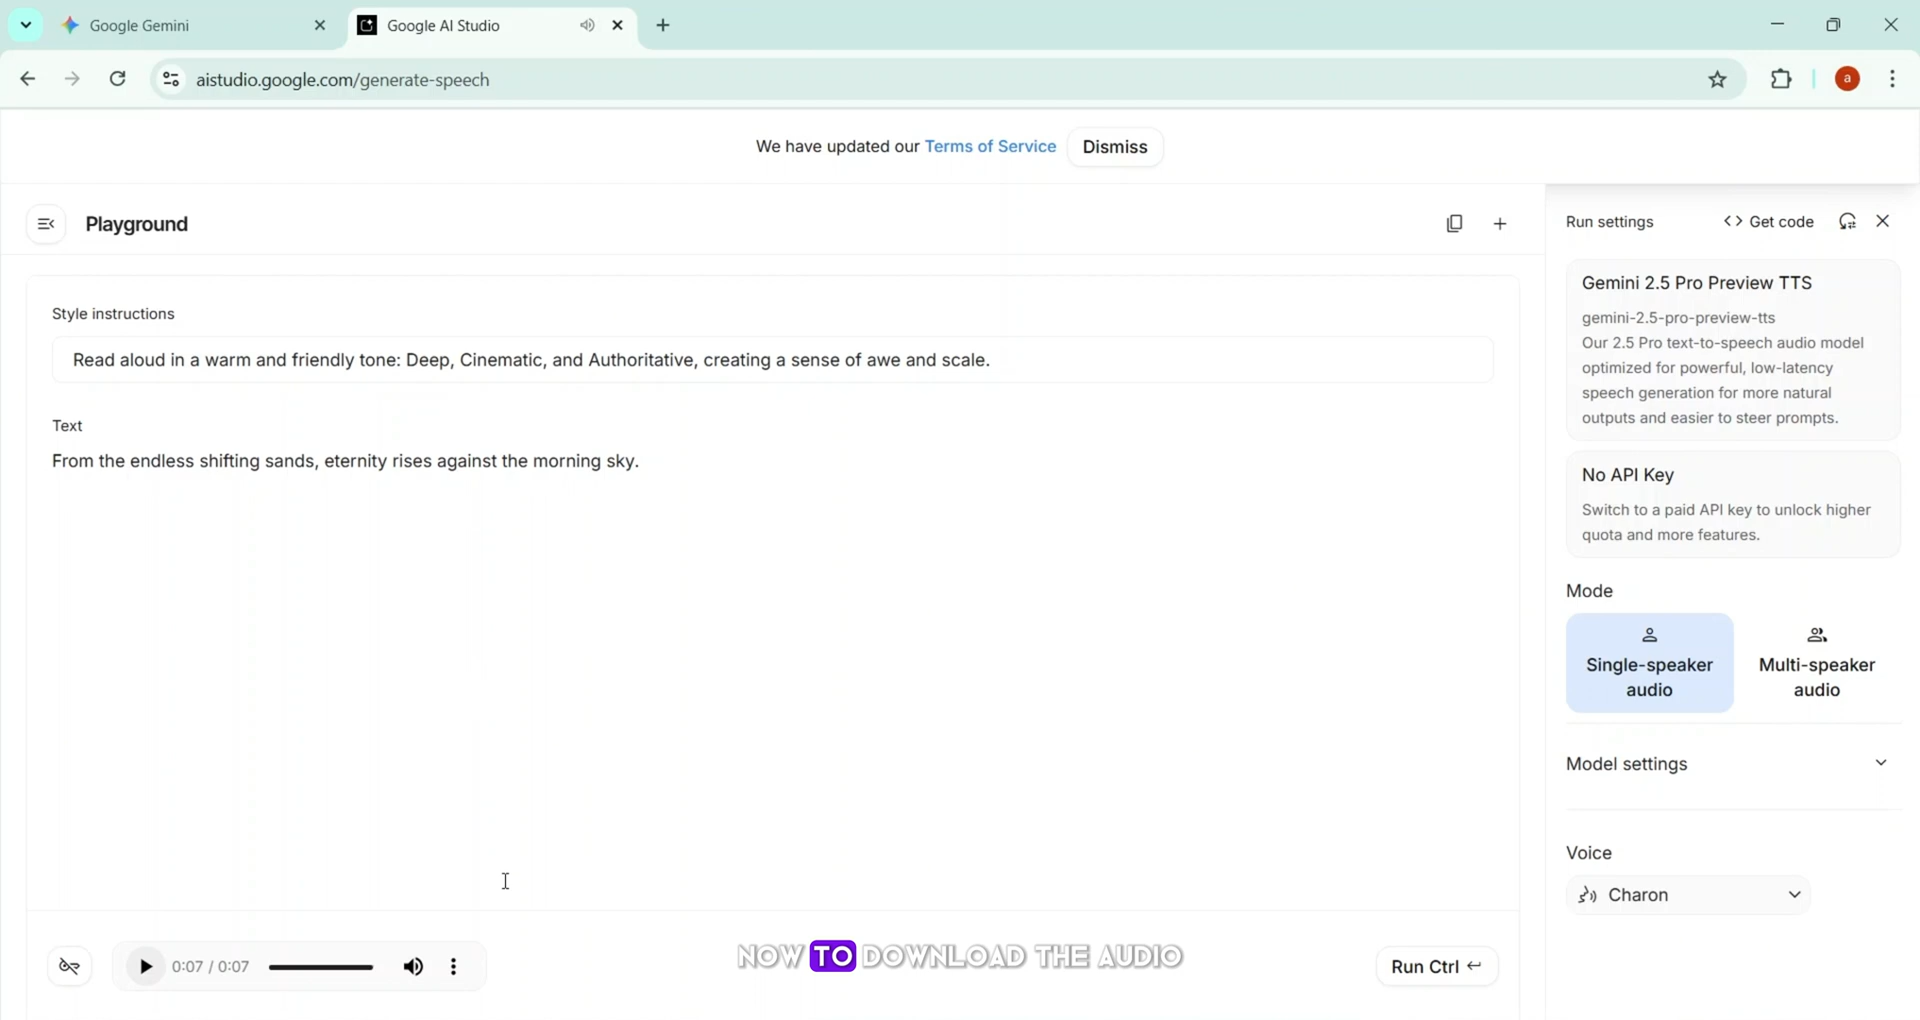 Google Gemini
Google AI Studio
aistudio.google.com/generate-speech
a
We have updated our Terms of Service
Dismiss
Playground
Style instructions
Read aloud in a warm and friendly tone: Deep, Cinematic, and Authoritative, creating a sense of awe and scale.
Text
From the endless shifting sands, eternity rises against the morning sky.
0:07 / 0:07
NOW TO DOWNLOAD THE AUDIO
Run Ctrl
Run settings
<> Get code
Gemini 2.5 Pro Preview TTS
gemini-2.5-pro-preview-tts
Our 2.5 Pro text-to-speech audio model
optimized for powerful, low-latency
speech generation for more natural
outputs and easier to steer prompts.
No API Key
Switch to a paid API key to unlock higher
quota and more features.
Mode
Single-speaker
audio
Multi-speaker
audio
Model settings
Voice
Charon